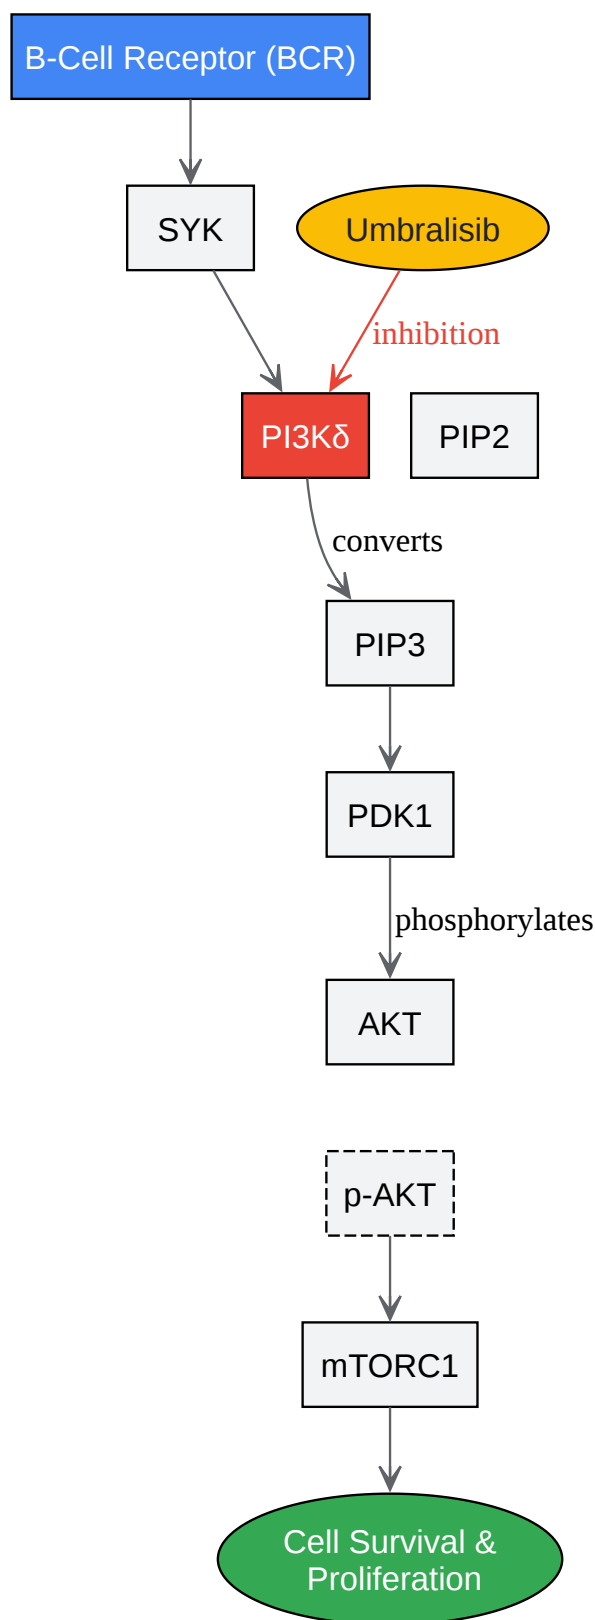 B-Cell Receptor (BCR)
SYK
Umbralisib
inhibition
PI3Kδ
PIP2
converts
PIP3
PDK1
phosphorylates
AKT
p-AKT
mTORC1
Cell Survival &
Proliferation